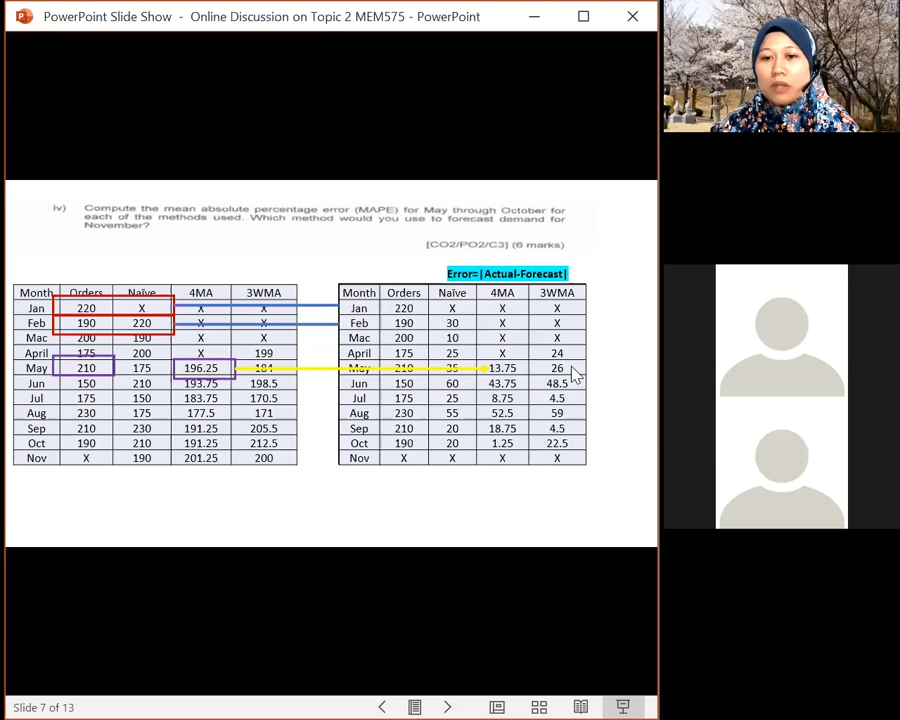 PowerPoint Slide Show - Online Discussion on Topic 2 MEM575 - PowerPoint
iv) Compute the mean absolute percentage error (MAPE) for May through October for
each of the methods used. Which method would you use to forecast demand for
November?
[CO2/PO2/C3] (6 marks)
Error=|Actual-Forecast|
Month Orders Naïve 4MA 3WMA
Jan 220 X X X
Feb 190 220 X X
Mac 200 190 X X
April 175 200 X 199
May 210 175 196.25 184
Jun 150 210 193.75 198.5
Jul 175 150 183.75 170.5
Aug 230 175 177.5 171
Sep 210 230 191.25 205.5
Oct 190 210 191.25 212.5
Nov X 190 201.25 200
Month Orders Naïve 4MA 3WMA
Jan 220 X X X
Feb 190 30 X X
Mac 200 10 X X
April 175 25 X 24
May 210 35 13.75 26
Jun 150 60 43.75 48.5
Jul 175 25 8.75 4.5
Aug 230 55 52.5 59
Sep 210 20 18.75 4.5
Oct 190 20 1.25 22.5
Nov X X X X
Slide 7 of 13